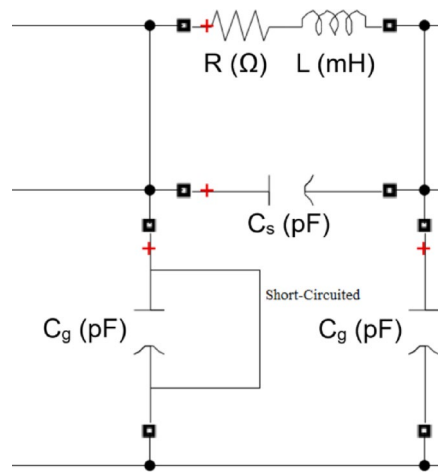 R (Ω) L (mH)
C_s (pF)
Short-Circuited
C_g (pF) C_g (pF)